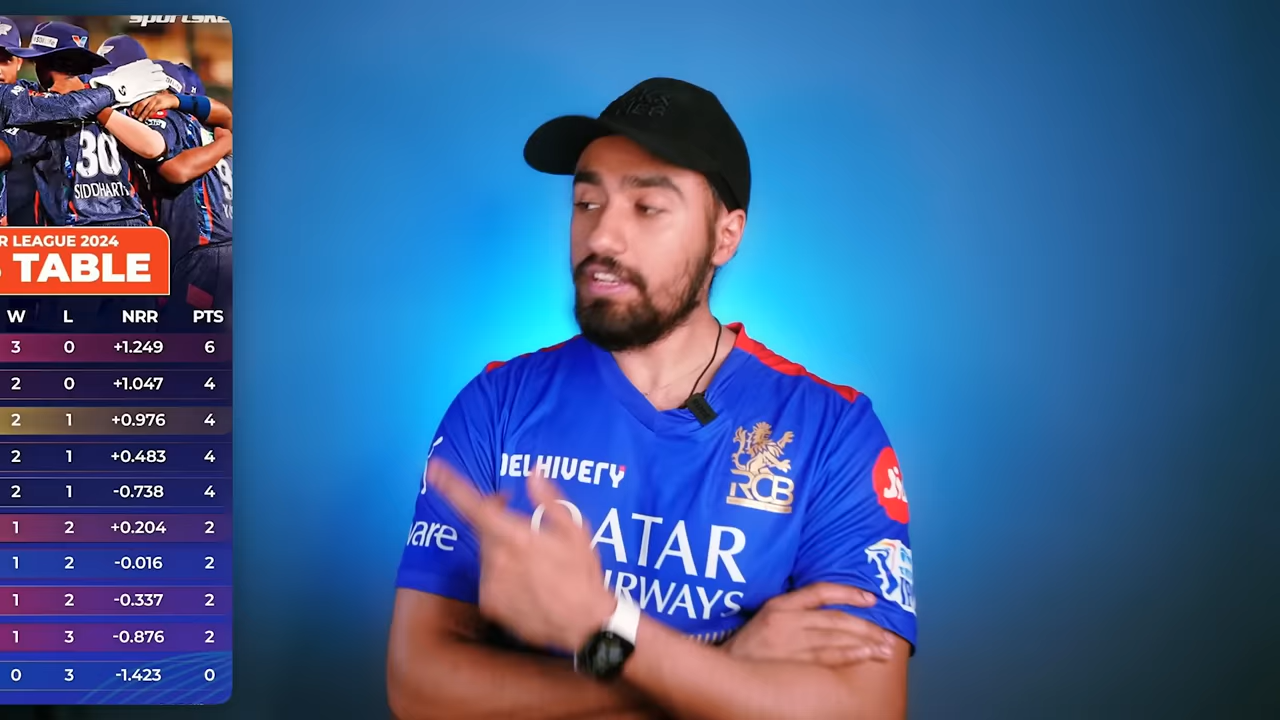 30
SIDDHART
R LEAGUE 2024
TABLE
W L NRR PTS
3 0 +1.249 6
2 0 +1.047 4
2 1 +0.976 4
2 1 +0.483 4
2 1 -0.738 4
1 2 +0.204 2
1 2 -0.016 2
1 2 -0.337 2
1 3 -0.876 2
0 3 -1.423 0
DELHIVERY
RCB
Ji
QATAR
IRWAYS
ware